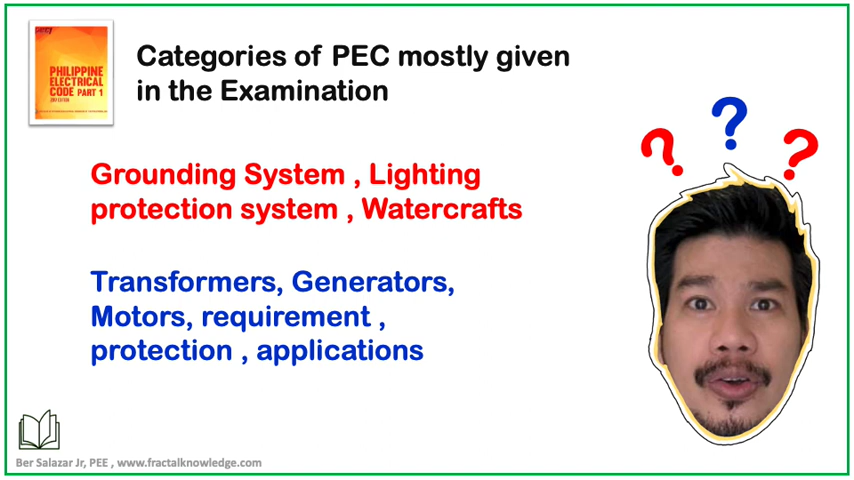 PHILIPPINE
ELECTRICAL
CODE PART 1
Categories of PEC mostly given
in the Examination
? ? ?
Grounding System , Lighting
protection system , Watercrafts
Transformers, Generators,
Motors, requirement ,
protection , applications
Ber Salazar Jr, PEE , www.fractalknowledge.com